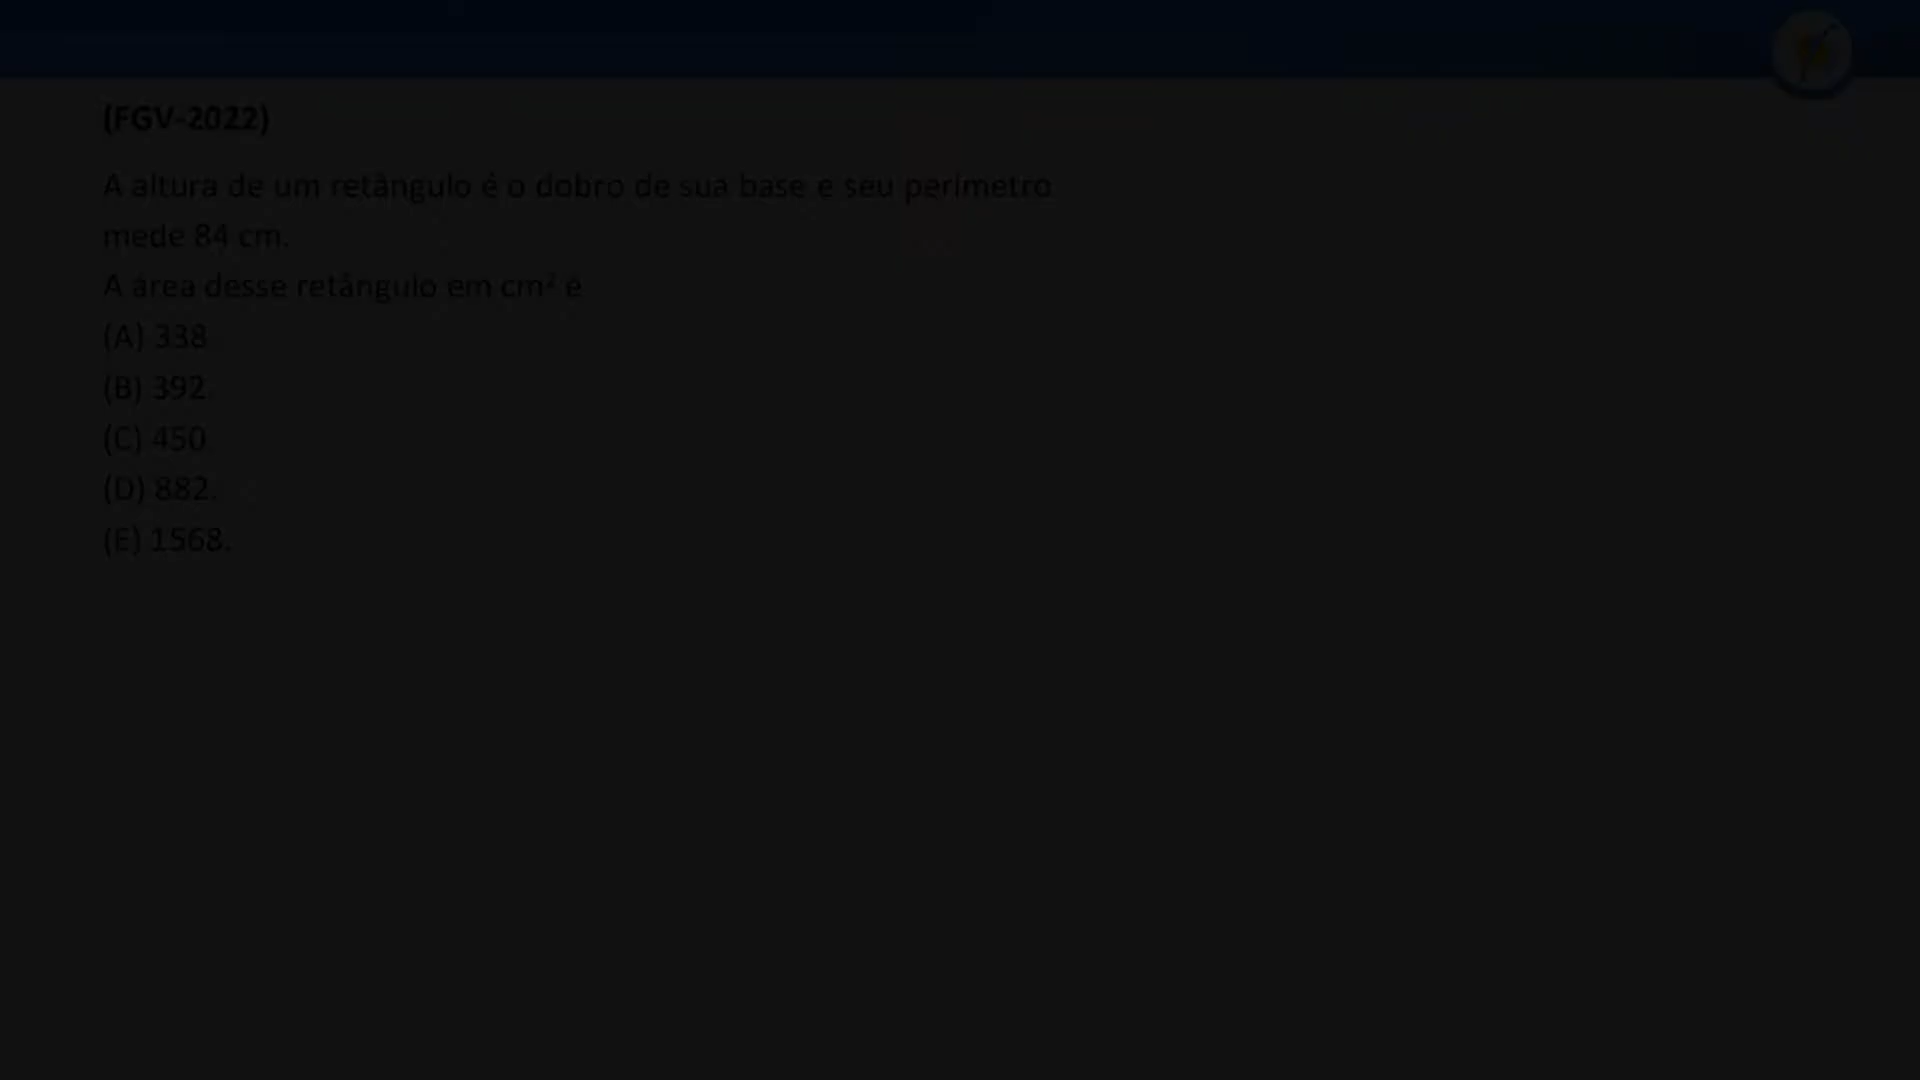 (FGV-2022)
A altura de um retângulo é o dobro de sua base e seu perímetro
mede 84 cm.
A área desse retângulo em cm² é
(A) 338
(B) 392.
(C) 450
(D) 882.
(E) 1568.